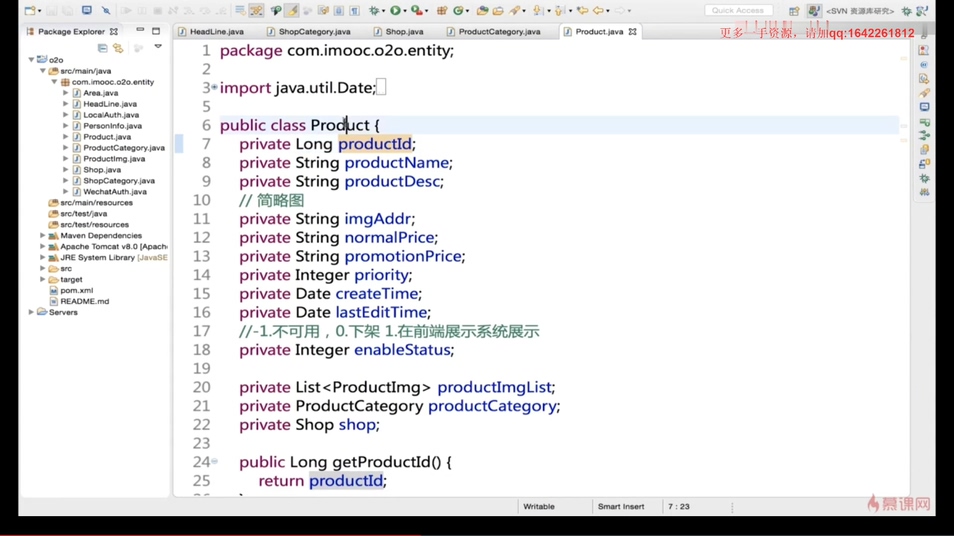 Quick Access
<SVN 资源库研究>
更多一手资源，请加qq:1642261812
Package Explorer
HeadLine.java
ShopCategory.java
Shop.java
ProductCategory.java
Product.java
o2o
src/main/java
com.imooc.o2o.entity
Area.java
HeadLine.java
LocalAuth.java
PersonInfo.java
Product.java
ProductCategory.java
ProductImg.java
Shop.java
ShopCategory.java
WechatAuth.java
src/main/resources
src/test/java
src/test/resources
Maven Dependencies
Apache Tomcat v8.0 [Apach
JRE System Library [JavaSE
src
target
pom.xml
README.md
Servers
1 package com.imooc.o2o.entity;
2
3 import java.util.Date;
5
6 public class Product {
7 private Long productId;
8 private String productName;
9 private String productDesc;
10 // 简略图
11 private String imgAddr;
12 private String normalPrice;
13 private String promotionPrice;
14 private Integer priority;
15 private Date createTime;
16 private Date lastEditTime;
17 //-1.不可用，0.下架 1.在前端展示系统展示
18 private Integer enableStatus;
19
20 private List<ProductImg> productImgList;
21 private ProductCategory productCategory;
22 private Shop shop;
23
24 public Long getProductId() {
25 return productId;
Writable
Smart Insert
7 : 23
慕课网